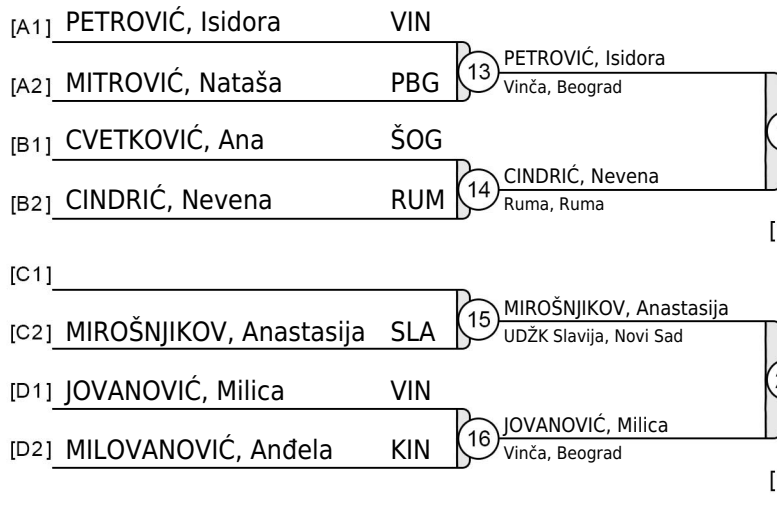 [A1] PETROVIĆ, Isidora VIN
[A2] MITROVIĆ, Nataša PBG
13 PETROVIĆ, Isidora
Vinča, Beograd
[B1] CVETKOVIĆ, Ana ŠOG
[B2] CINDRIĆ, Nevena RUM
14 CINDRIĆ, Nevena
Ruma, Ruma
[
[C1]
[C2] MIROŠNJIKOV, Anastasija SLA
15 MIROŠNJIKOV, Anastasija
UDŽK Slavija, Novi Sad
[D1] JOVANOVIĆ, Milica VIN
[D2] MILOVANOVIĆ, Anđela KIN
16 JOVANOVIĆ, Milica
Vinča, Beograd
[